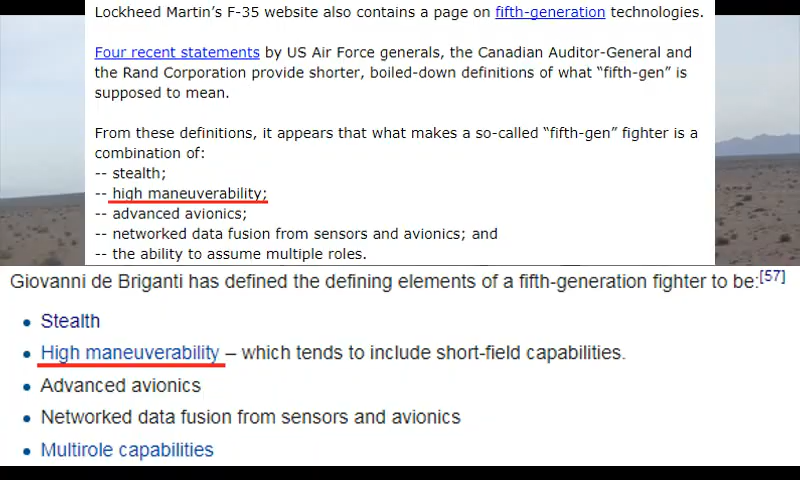 Lockheed Martin's F-35 website also contains a page on fifth-generation technologies.
Four recent statements by US Air Force generals, the Canadian Auditor-General and
the Rand Corporation provide shorter, boiled-down definitions of what “fifth-gen” is
supposed to mean.
From these definitions, it appears that what makes a so-called “fifth-gen” fighter is a
combination of:
-- stealth;
-- high maneuverability;
-- advanced avionics;
-- networked data fusion from sensors and avionics; and
-- the ability to assume multiple roles.
Giovanni de Briganti has defined the defining elements of a fifth-generation fighter to be:[57]
• Stealth
• High maneuverability – which tends to include short-field capabilities.
• Advanced avionics
• Networked data fusion from sensors and avionics
• Multirole capabilities